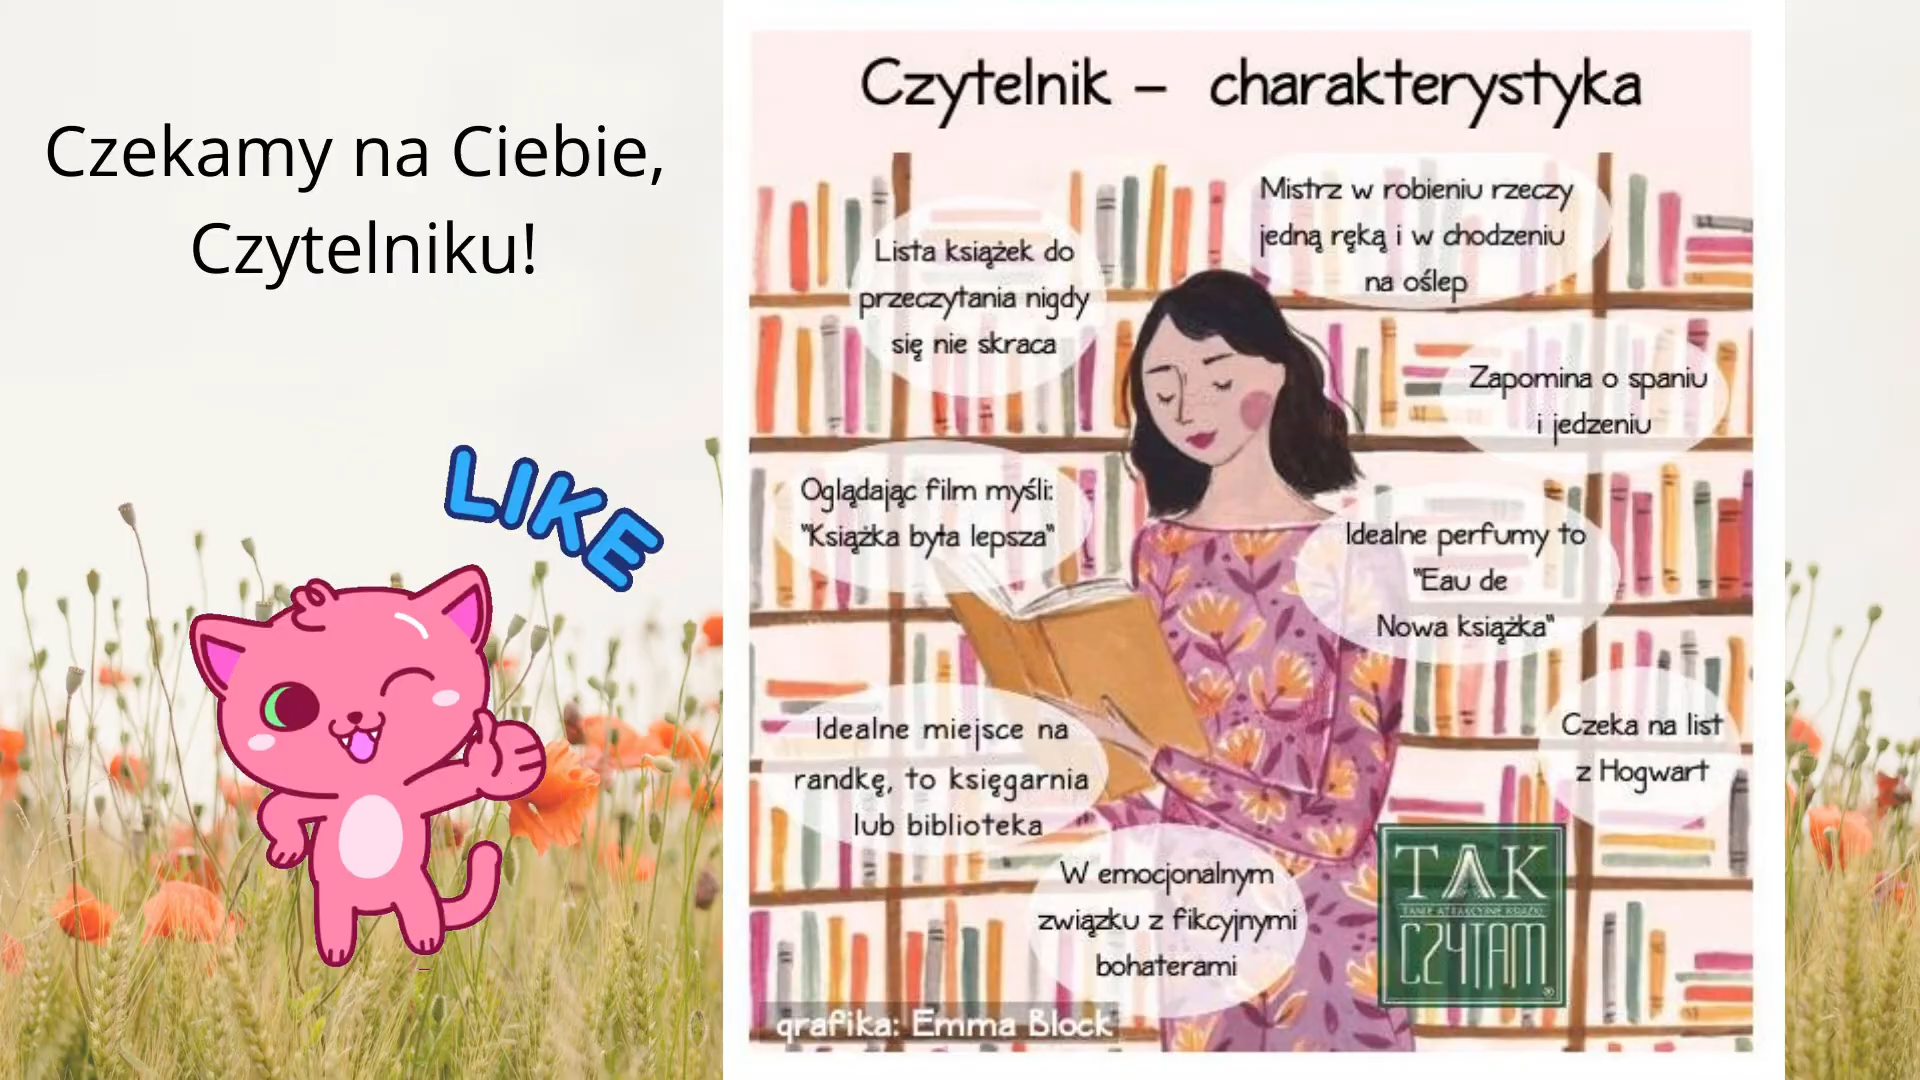 Czekamy na Ciebie,
Czytelniku!
LIKE
Czytelnik – charakterystyka
Mistrz w robieniu rzeczy
jedną ręką i w chodzeniu
na oślep
Lista książek do
przeczytania nigdy
się nie skraca
Zapomina o spaniu
i jedzeniu
Oglądając film myśli:
"Książka była lepsza"
Idealne perfumy to
"Eau de
Nowa książka"
Idealne miejsce na
randkę, to księgarnia
lub biblioteka
Czeka na list
z Hogwart
W emocjonalnym
związku z fikcyjnymi
bohaterami
TAK
TANIE ATRAKCYJNE KSIĄŻKI
CZYTAM®
grafika: Emma Block